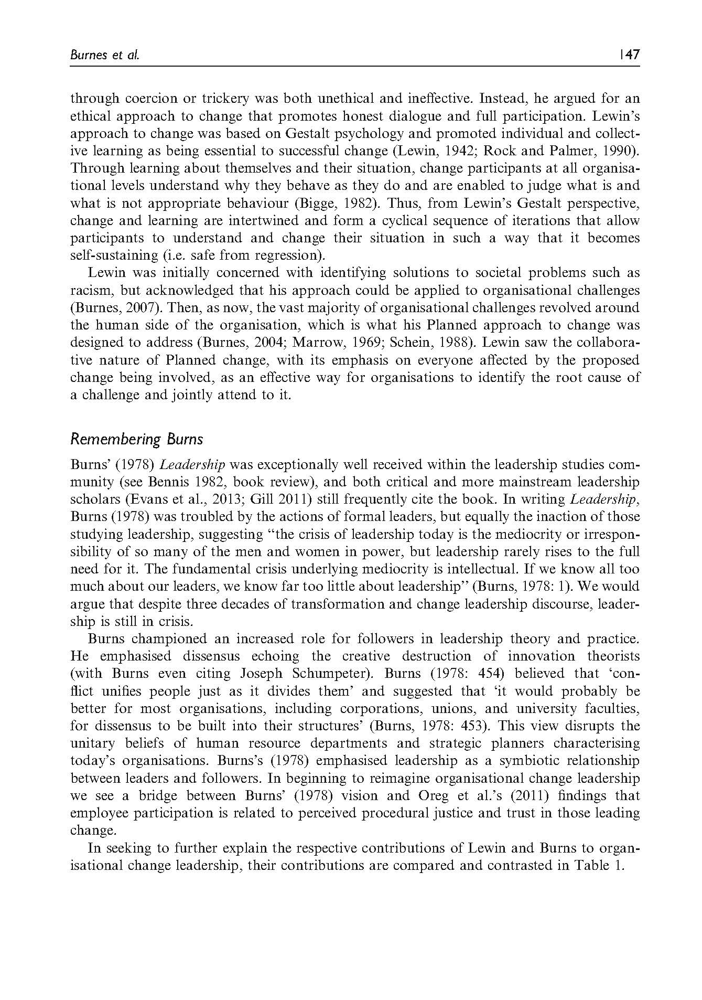 Burnes et al. 147
through coercion or trickery was both unethical and ineffective. Instead, he argued for an
ethical approach to change that promotes honest dialogue and full participation. Lewin's
approach to change was based on Gestalt psychology and promoted individual and collect-
ive learning as being essential to successful change (Lewin, 1942; Rock and Palmer, 1990).
Through learning about themselves and their situation, change participants at all organisa-
tional levels understand why they behave as they do and are enabled to judge what is and
what is not appropriate behaviour (Bigge, 1982). Thus, from Lewin's Gestalt perspective,
change and learning are intertwined and form a cyclical sequence of iterations that allow
participants to understand and change their situation in such a way that it becomes
self-sustaining (i.e. safe from regression).
Lewin was initially concerned with identifying solutions to societal problems such as
racism, but acknowledged that his approach could be applied to organisational challenges
(Burnes, 2007). Then, as now, the vast majority of organisational challenges revolved around
the human side of the organisation, which is what his Planned approach to change was
designed to address (Burnes, 2004; Marrow, 1969; Schein, 1988). Lewin saw the collabora-
tive nature of Planned change, with its emphasis on everyone affected by the proposed
change being involved, as an effective way for organisations to identify the root cause of
a challenge and jointly attend to it.
Remembering Burns
Burns' (1978) Leadership was exceptionally well received within the leadership studies com-
munity (see Bennis 1982, book review), and both critical and more mainstream leadership
scholars (Evans et al., 2013; Gill 2011) still frequently cite the book. In writing Leadership,
Burns (1978) was troubled by the actions of formal leaders, but equally the inaction of those
studying leadership, suggesting ‘‘the crisis of leadership today is the mediocrity or irrespon-
sibility of so many of the men and women in power, but leadership rarely rises to the full
need for it. The fundamental crisis underlying mediocrity is intellectual. If we know all too
much about our leaders, we know far too little about leadership’’ (Burns, 1978: 1). We would
argue that despite three decades of transformation and change leadership discourse, leader-
ship is still in crisis.
Burns championed an increased role for followers in leadership theory and practice.
He emphasised dissensus echoing the creative destruction of innovation theorists
(with Burns even citing Joseph Schumpeter). Burns (1978: 454) believed that ‘con-
flict unifies people just as it divides them’ and suggested that ‘it would probably be
better for most organisations, including corporations, unions, and university faculties,
for dissensus to be built into their structures’ (Burns, 1978: 453). This view disrupts the
unitary beliefs of human resource departments and strategic planners characterising
today's organisations. Burns's (1978) emphasised leadership as a symbiotic relationship
between leaders and followers. In beginning to reimagine organisational change leadership
we see a bridge between Burns' (1978) vision and Oreg et al.'s (2011) findings that
employee participation is related to perceived procedural justice and trust in those leading
change.
In seeking to further explain the respective contributions of Lewin and Burns to organ-
isational change leadership, their contributions are compared and contrasted in Table 1.